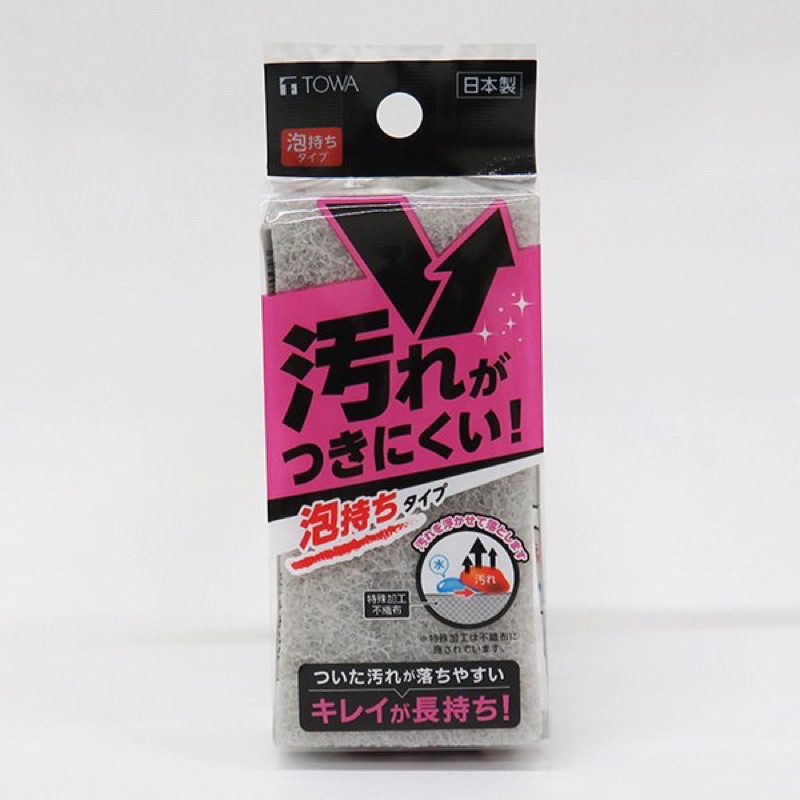 TOWA
日本製
泡持ち
タイプ
汚れが
つきにくい!
泡持ちタイプ
汚れを浮かせて落とします
水
汚れ
特殊加工
不織布
※特殊加工は不織布に
施されています。
ついた汚れが落ちやすい
キレイが長持ち!